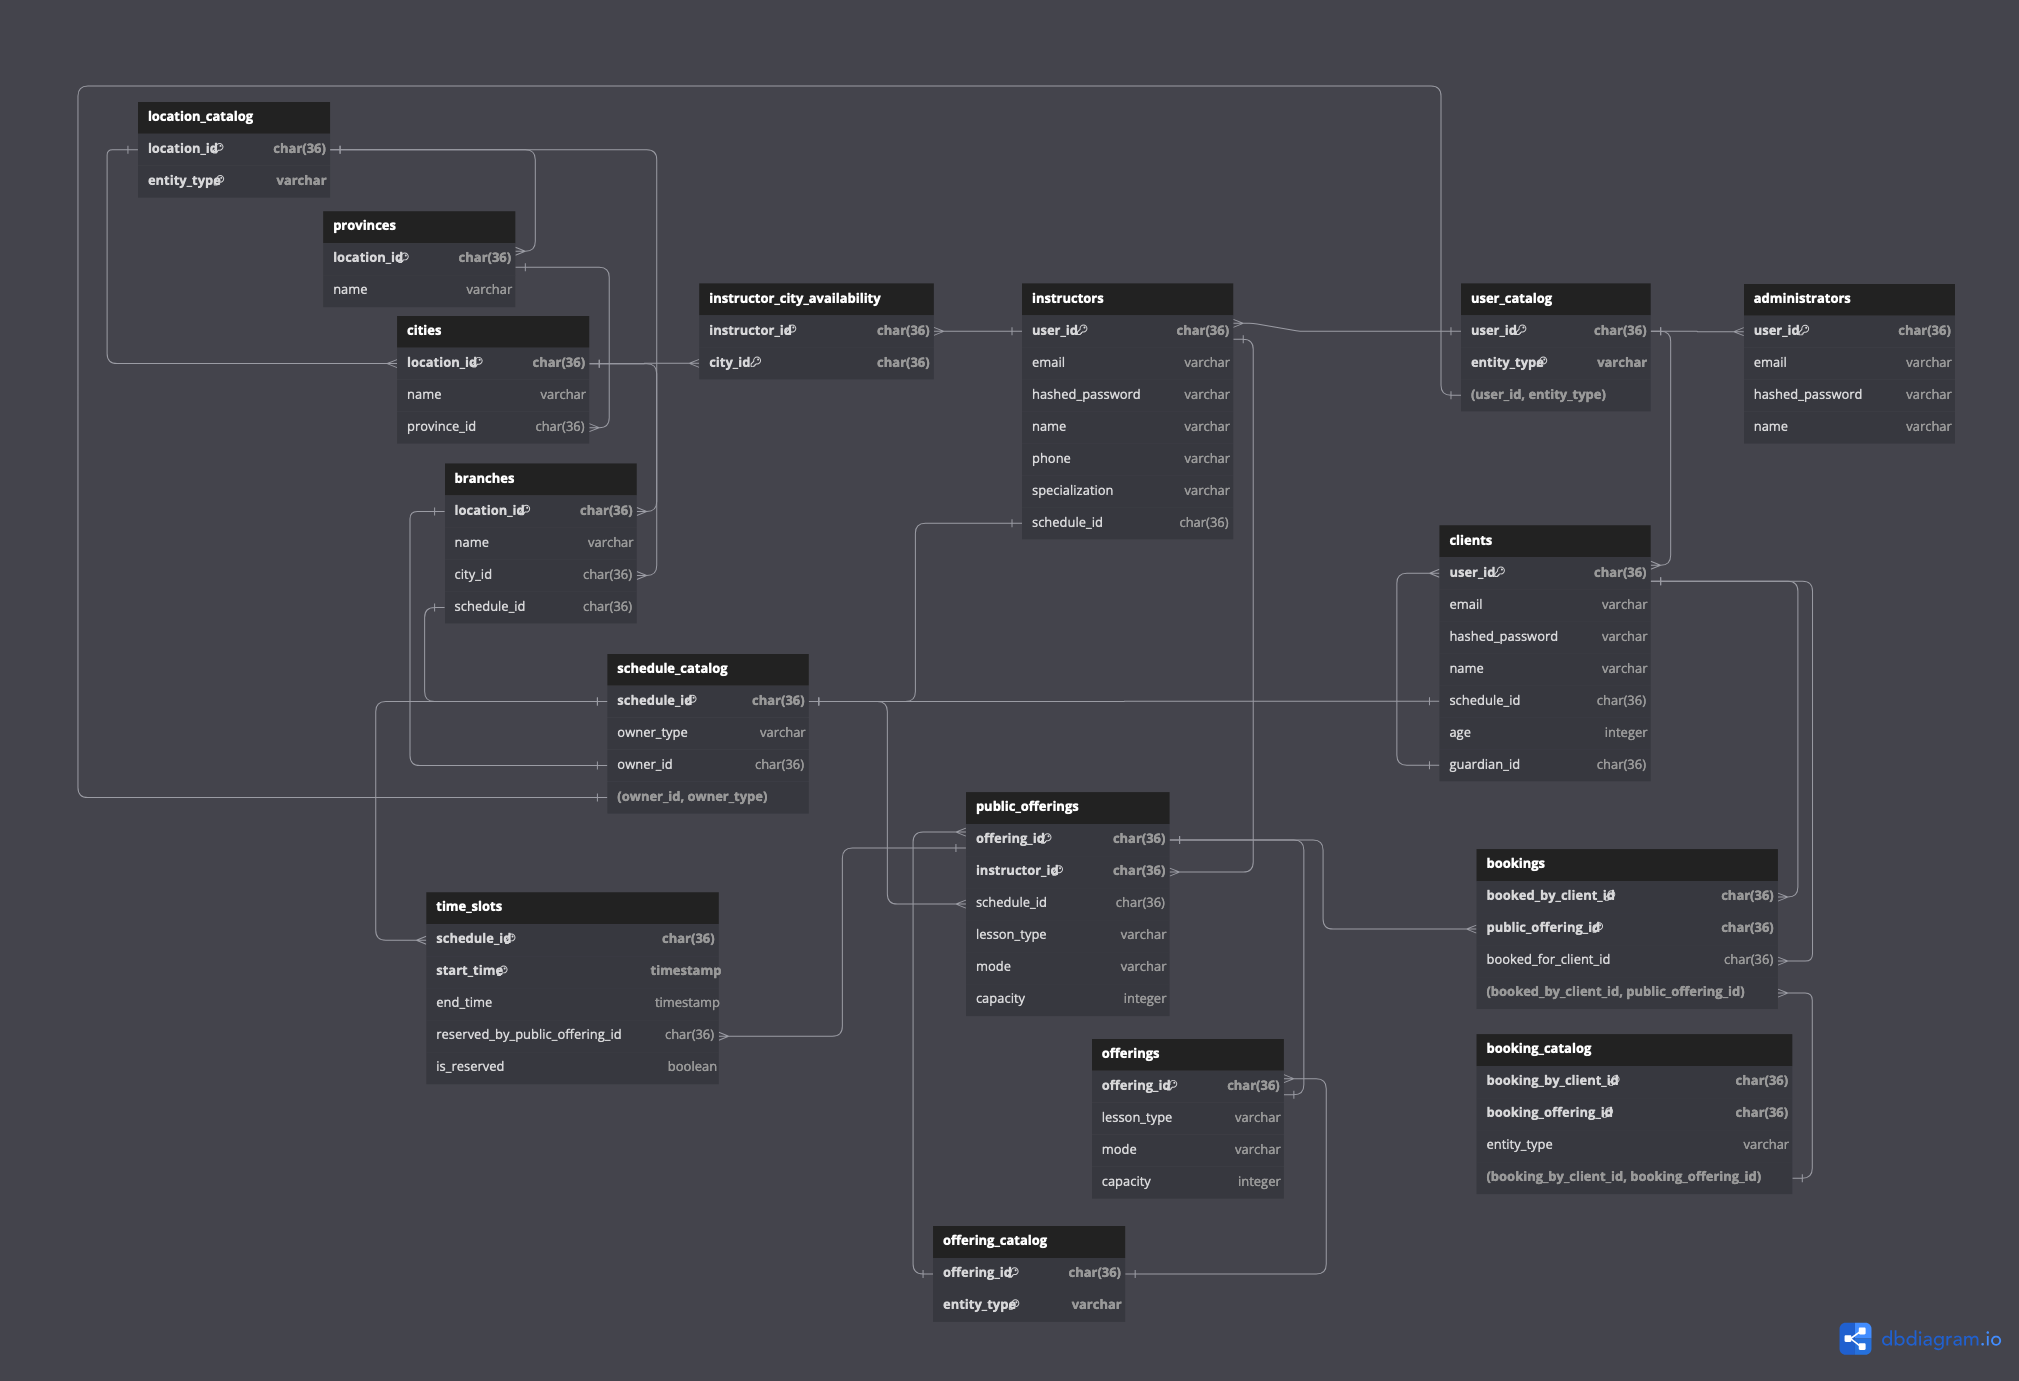 location_catalog
location_id char(36)
entity_type varchar
provinces
location_id char(36)
name varchar
cities
location_id char(36)
name varchar
province_id char(36)
branches
location_id char(36)
name varchar
city_id char(36)
schedule_id char(36)
instructor_city_availability
instructor_id char(36)
city_id char(36)
instructors
user_id char(36)
email varchar
hashed_password varchar
name varchar
phone varchar
specialization varchar
schedule_id char(36)
user_catalog
user_id char(36)
entity_type varchar
(user_id, entity_type)
administrators
user_id char(36)
email varchar
hashed_password varchar
name varchar
clients
user_id char(36)
email varchar
hashed_password varchar
name varchar
schedule_id char(36)
age integer
guardian_id char(36)
schedule_catalog
schedule_id char(36)
owner_type varchar
owner_id char(36)
(owner_id, owner_type)
public_offerings
offering_id char(36)
instructor_id char(36)
schedule_id char(36)
lesson_type varchar
mode varchar
capacity integer
time_slots
schedule_id char(36)
start_time timestamp
end_time timestamp
reserved_by_public_offering_id char(36)
is_reserved boolean
bookings
booked_by_client_id char(36)
public_offering_id char(36)
booked_for_client_id char(36)
(booked_by_client_id, public_offering_id)
offerings
offering_id char(36)
lesson_type varchar
mode varchar
capacity integer
booking_catalog
booking_by_client_id char(36)
booking_offering_id char(36)
entity_type varchar
(booking_by_client_id, booking_offering_id)
offering_catalog
offering_id char(36)
entity_type varchar
dbdiagram.io